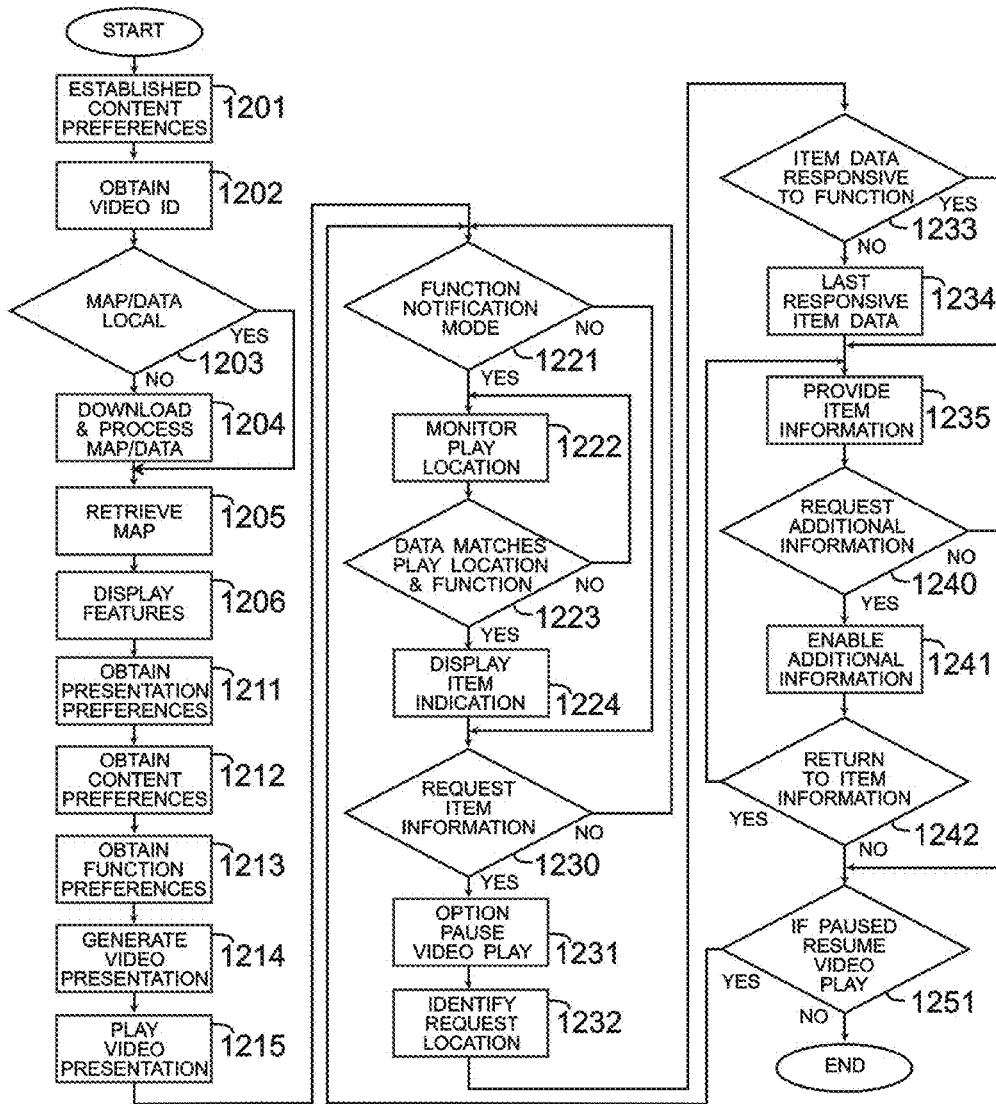 START
ESTABLISHED
CONTENT
PREFERENCES
1201
OBTAIN
VIDEO ID
1202
MAP/DATA
LOCAL
YES
1203
NO
DOWNLOAD
& PROCESS
MAP/DATA
1204
RETRIEVE
MAP
1205
DISPLAY
FEATURES
1206
OBTAIN
PRESENTATION
PREFERENCES
1211
OBTAIN
CONTENT
PREFERENCES
1212
OBTAIN
FUNCTION
PREFERENCES
1213
GENERATE
VIDEO
PRESENTATION
1214
PLAY
VIDEO
PRESENTATION
1215
FUNCTION
NOTIFICATION
MODE
NO
1221
YES
MONITOR
PLAY
LOCATION
1222
DATA MATCHES
PLAY LOCATION
& FUNCTION
NO
1223
YES
DISPLAY
ITEM
INDICATION
1224
REQUEST
ITEM
INFORMATION
NO
1230
YES
OPTION
PAUSE
VIDEO PLAY
1231
IDENTIFY
REQUEST
LOCATION
1232
ITEM DATA
RESPONSIVE
TO FUNCTION
YES
1233
NO
LAST
RESPONSIVE
ITEM DATA
1234
PROVIDE
ITEM
INFORMATION
1235
REQUEST
ADDITIONAL
INFORMATION
NO
1240
YES
ENABLE
ADDITIONAL
INFORMATION
1241
RETURN
TO ITEM
INFORMATION
YES
1242
NO
IF PAUSED
RESUME
VIDEO
PLAY
YES
1251
NO
END